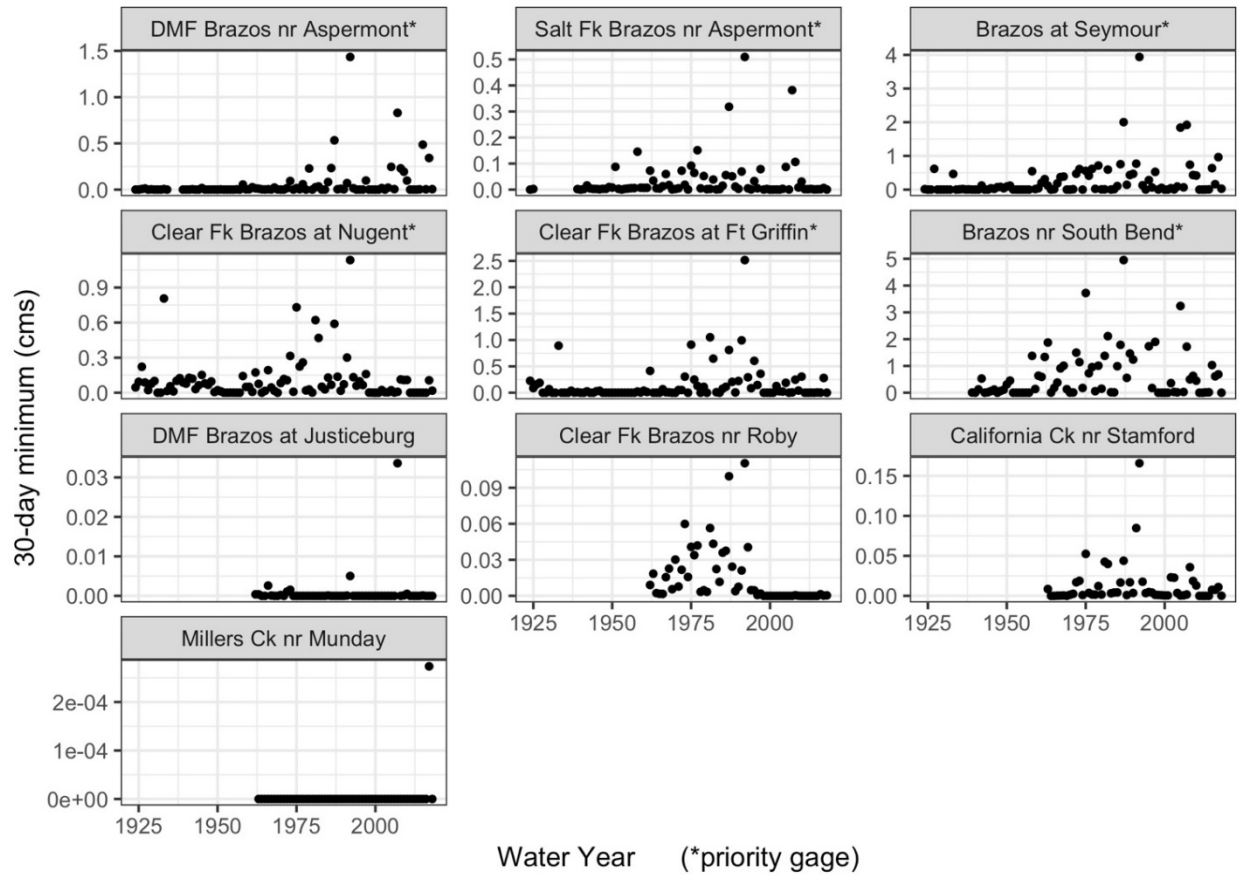 DMF Brazos nr Aspermont*
1.5
1.0
0.5
0.0
Salt Fk Brazos nr Aspermont*
0.5
0.4
0.3
0.2
0.1
0.0
Brazos at Seymour*
4
3
2
1
0
Clear Fk Brazos at Nugent*
0.9
0.6
0.3
0.0
Clear Fk Brazos at Ft Griffin*
2.5
2.0
1.5
1.0
0.5
0.0
Brazos nr South Bend*
5
4
3
2
1
0
DMF Brazos at Justiceburg
0.03
0.02
0.01
0.00
Clear Fk Brazos nr Roby
0.09
0.06
0.03
0.00
1925 1950 1975 2000
California Ck nr Stamford
0.15
0.10
0.05
0.00
1925 1950 1975 2000
Millers Ck nr Munday
2e-04
1e-04
0e+00
1925 1950 1975 2000
30-day minimum (cms)
Water Year (*priority gage)